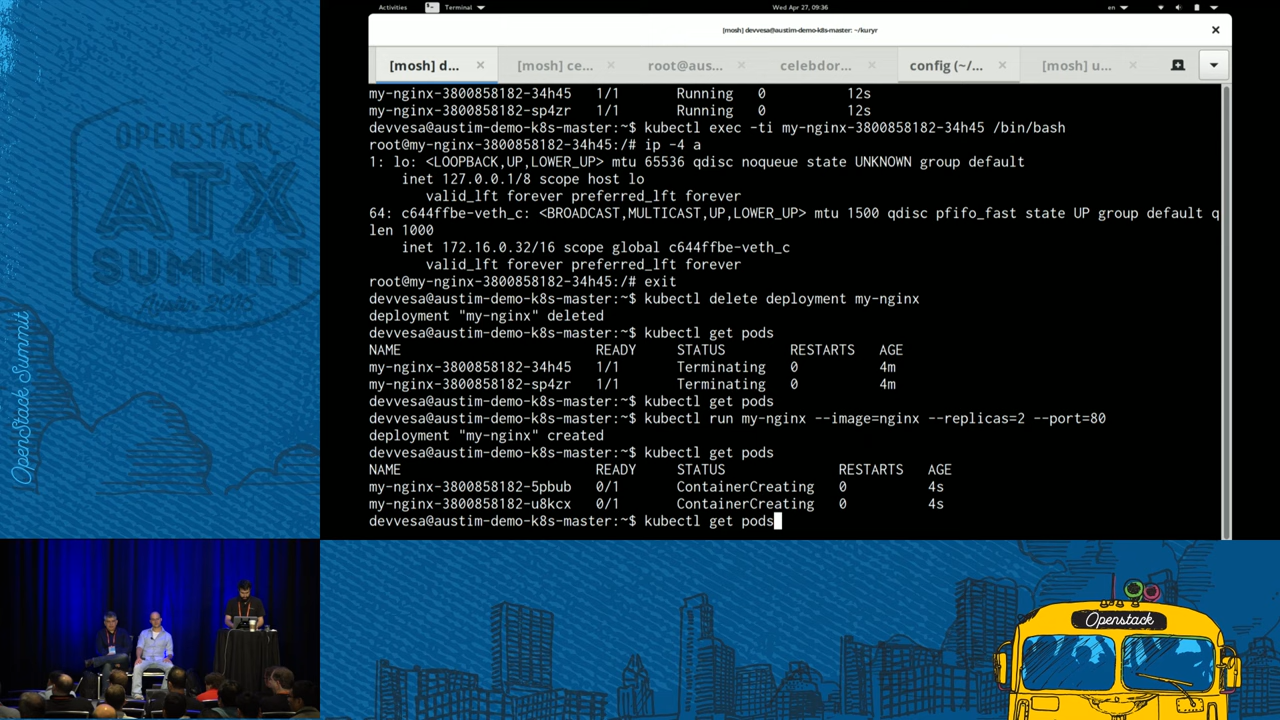 Activities
Terminal
Wed Apr 27, 09:36
en
[mosh] devvesa@austim-demo-k8s-master: ~/kuryr
[mosh] d...
[mosh] ce...
root@aus...
celebdor...
config (~/...
[mosh] u...
my-nginx-3800858182-34h45 1/1 Running 0 12s
my-nginx-3800858182-sp4zr 1/1 Running 0 12s
devvesa@austim-demo-k8s-master:~$ kubectl exec -ti my-nginx-3800858182-34h45 /bin/bash
root@my-nginx-3800858182-34h45:/# ip -4 a
1: lo: <LOOPBACK,UP,LOWER_UP> mtu 65536 qdisc noqueue state UNKNOWN group default
inet 127.0.0.1/8 scope host lo
valid_lft forever preferred_lft forever
64: c644ffbe-veth_c: <BROADCAST,MULTICAST,UP,LOWER_UP> mtu 1500 qdisc pfifo_fast state UP group default q
len 1000
inet 172.16.0.32/16 scope global c644ffbe-veth_c
valid_lft forever preferred_lft forever
root@my-nginx-3800858182-34h45:/# exit
devvesa@austim-demo-k8s-master:~$ kubectl delete deployment my-nginx
deployment "my-nginx" deleted
devvesa@austim-demo-k8s-master:~$ kubectl get pods
NAME READY STATUS RESTARTS AGE
my-nginx-3800858182-34h45 1/1 Terminating 0 4m
my-nginx-3800858182-sp4zr 1/1 Terminating 0 4m
devvesa@austim-demo-k8s-master:~$ kubectl get pods
devvesa@austim-demo-k8s-master:~$ kubectl run my-nginx --image=nginx --replicas=2 --port=80
deployment "my-nginx" created
devvesa@austim-demo-k8s-master:~$ kubectl get pods
NAME READY STATUS RESTARTS AGE
my-nginx-3800858182-5pbub 0/1 ContainerCreating 0 4s
my-nginx-3800858182-u8kcx 0/1 ContainerCreating 0 4s
devvesa@austim-demo-k8s-master:~$ kubectl get pods
OPENSTACK
ATX
SUMMIT
Austin 2016
OpenStack Summit
Openstack